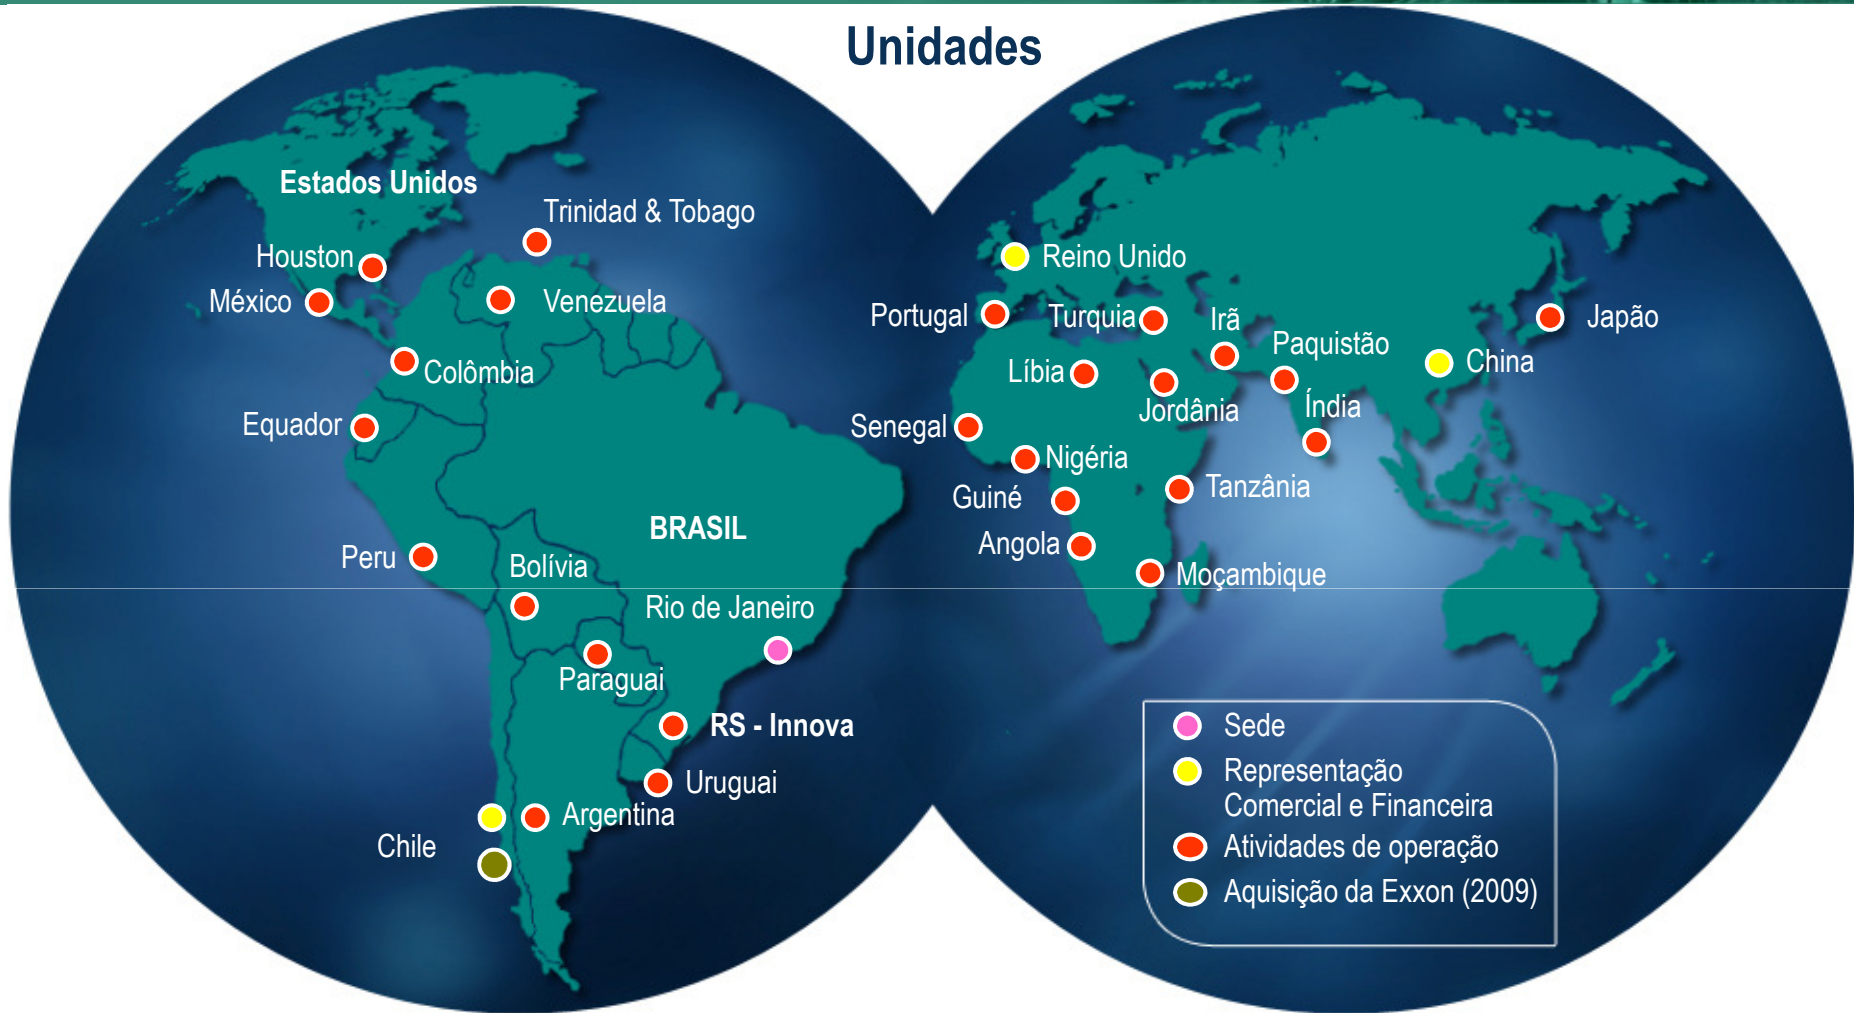 Unidades
Estados Unidos
Trinidad & Tobago
Houston
México
Venezuela
Colômbia
Equador
BRASIL
Peru
Bolívia
Rio de Janeiro
Paraguai
RS - Innova
Uruguai
Argentina
Chile
Reino Unido
Portugal
Turquia
Irã
Japão
Paquistão
China
Líbia
Jordânia
Índia
Senegal
Nigéria
Guiné
Tanzânia
Angola
Moçambique
Sede
Representação
Comercial e Financeira
Atividades de operação
Aquisição da Exxon (2009)